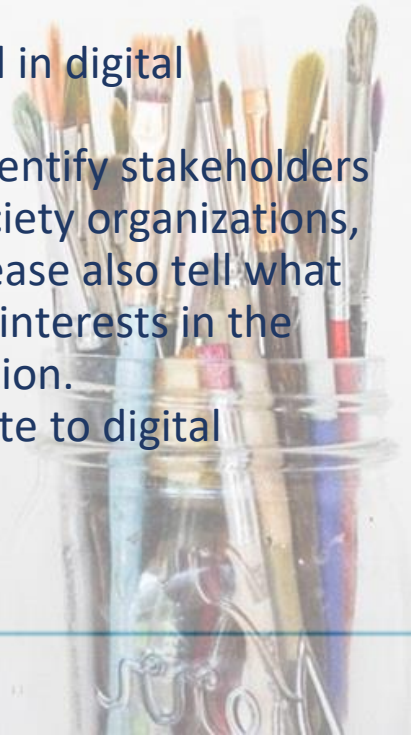 l in digital
entify stakeholders
ciety organizations,
ease also tell what
interests in the
ion.
te to digital